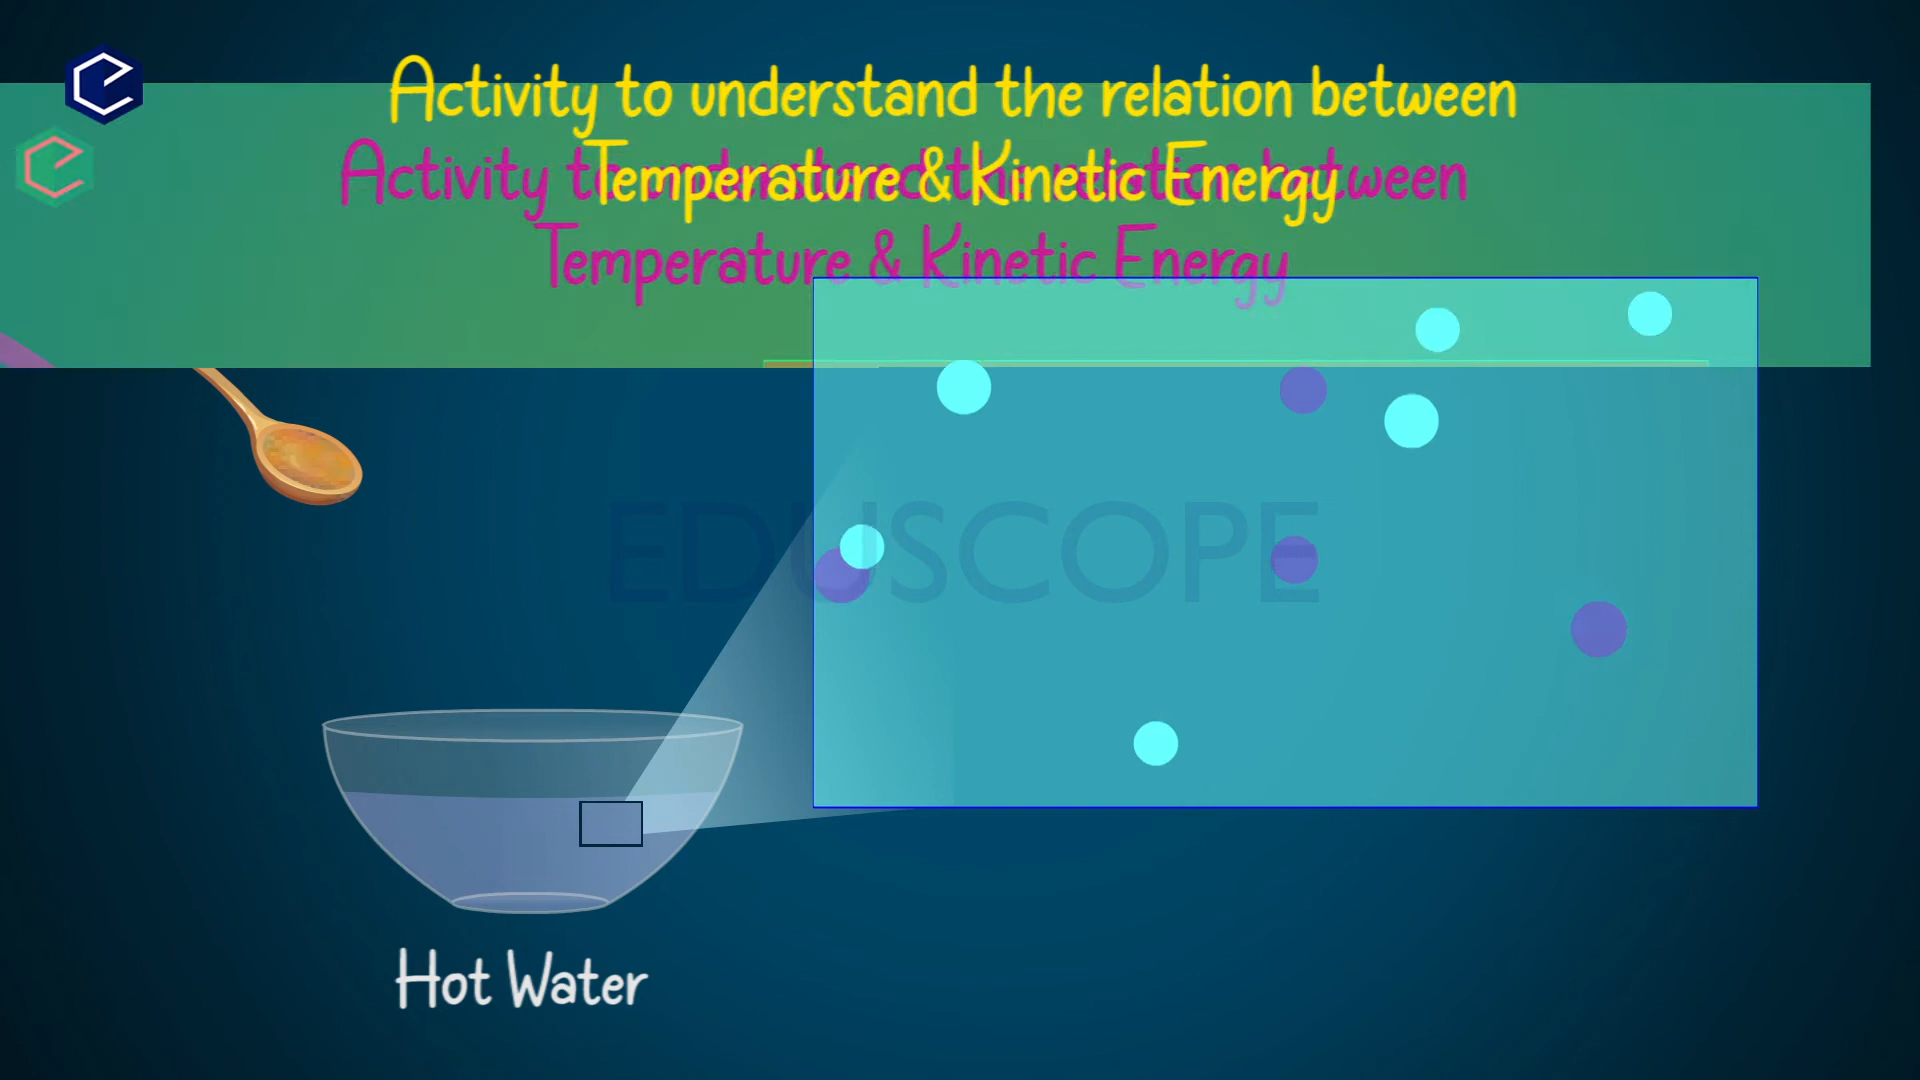 Activity to understand the relation between
Temperature & Kinetic Energy
Activity to understand the relation between
Temperature & Kinetic Energy
EDUSCOPE
Hot Water